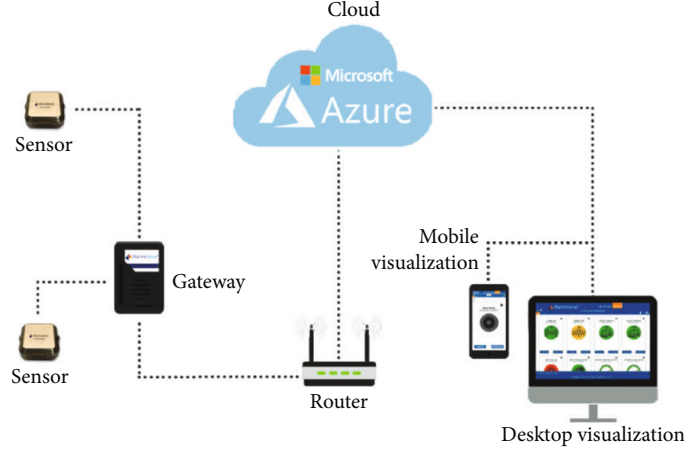 Cloud
Microsoft
Azure
Sensor
Gateway
Mobile
visualization
Sensor
Router
Desktop visualization